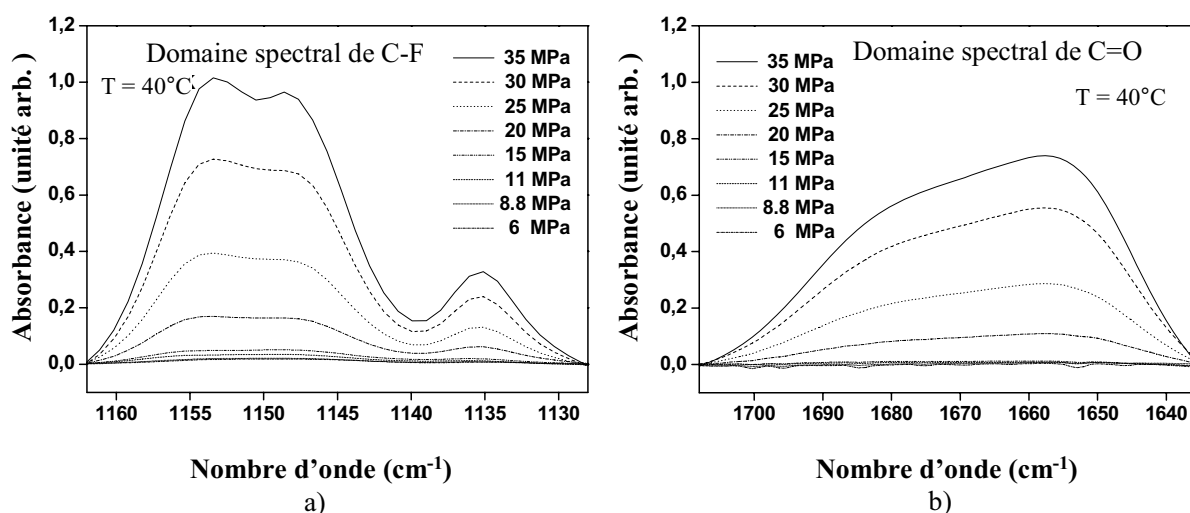 1,2
1,0
0,8
0,6
0,4
0,2
0,0
Absorbance (unité arb.)
Domaine spectral de C-F
T = 40°C
35 MPa
30 MPa
25 MPa
20 MPa
15 MPa
11 MPa
8.8 MPa
6 MPa
1160 1155 1150 1145 1140 1135 1130
Nombre d’onde (cm-1)
a)
1,2
1,0
0,8
0,6
0,4
0,2
0,0
Absorbance (unité arb.)
Domaine spectral de C=O
T = 40°C
35 MPa
30 MPa
25 MPa
20 MPa
15 MPa
11 MPa
8.8 MPa
6 MPa
1700 1690 1680 1670 1660 1650 1640
Nombre d’onde (cm-1)
b)